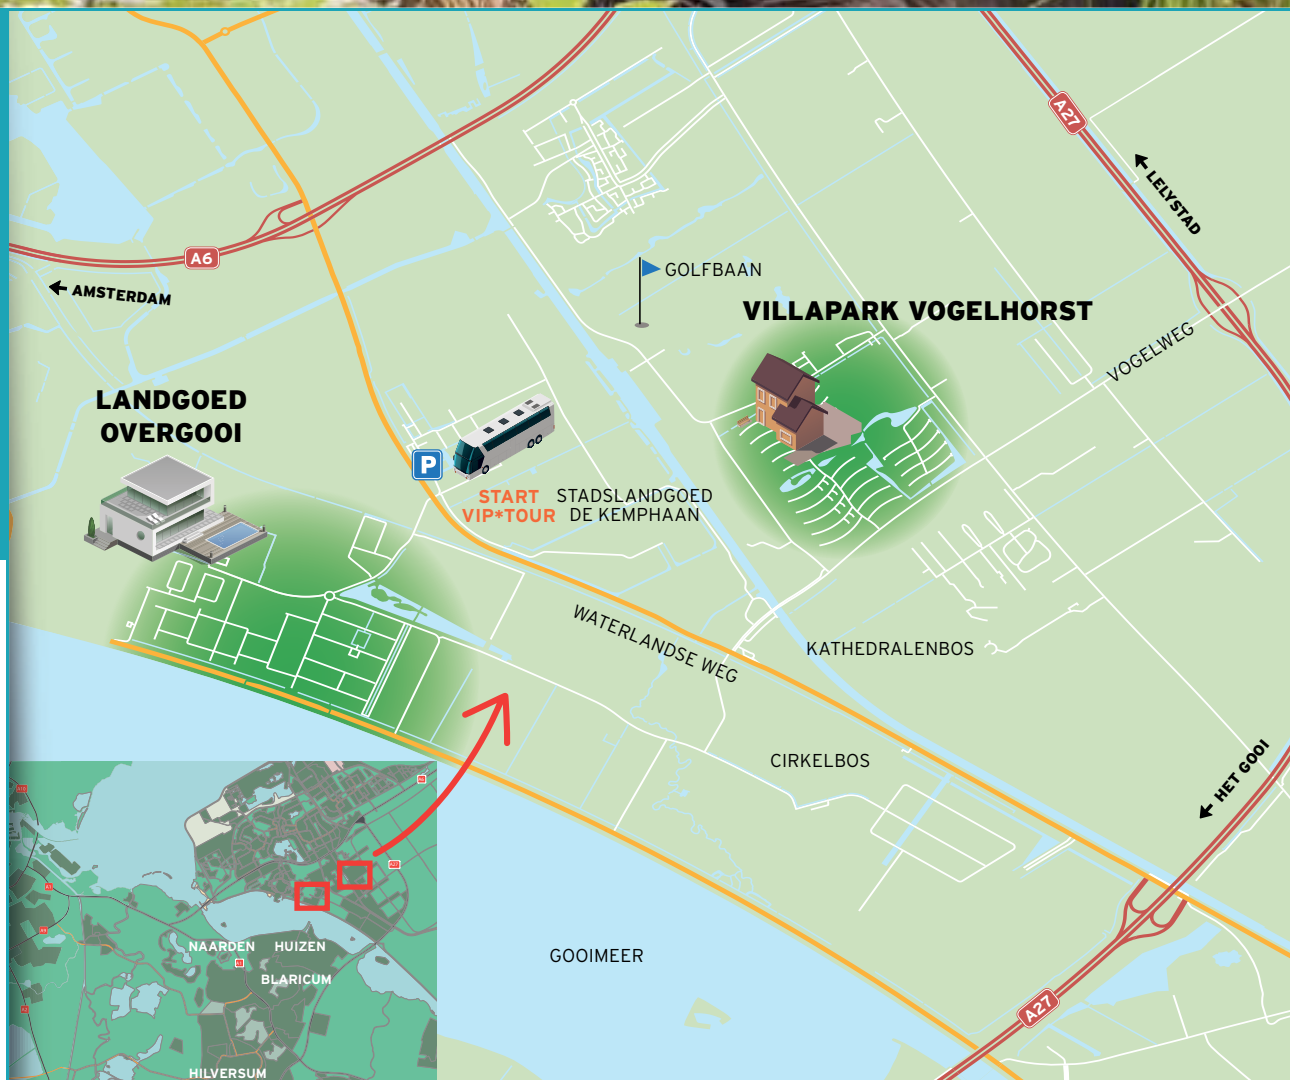 A27
LELYSTAD
A6
AMSTERDAM
GOLFBAAN
VILLAPARK VOGELHORST
VOGELWEG
LANDGOED
OVERGOOI
P
START
VIP*TOUR
STADSLANDGOED
DE KEMPHAAN
WATERLANDSE WEG
KATHEDRALENBOS
CIRKELBOS
HET GOOI
GOOIMEER
A27
NAARDEN
HUIZEN
BLARICUM
HILVERSUM